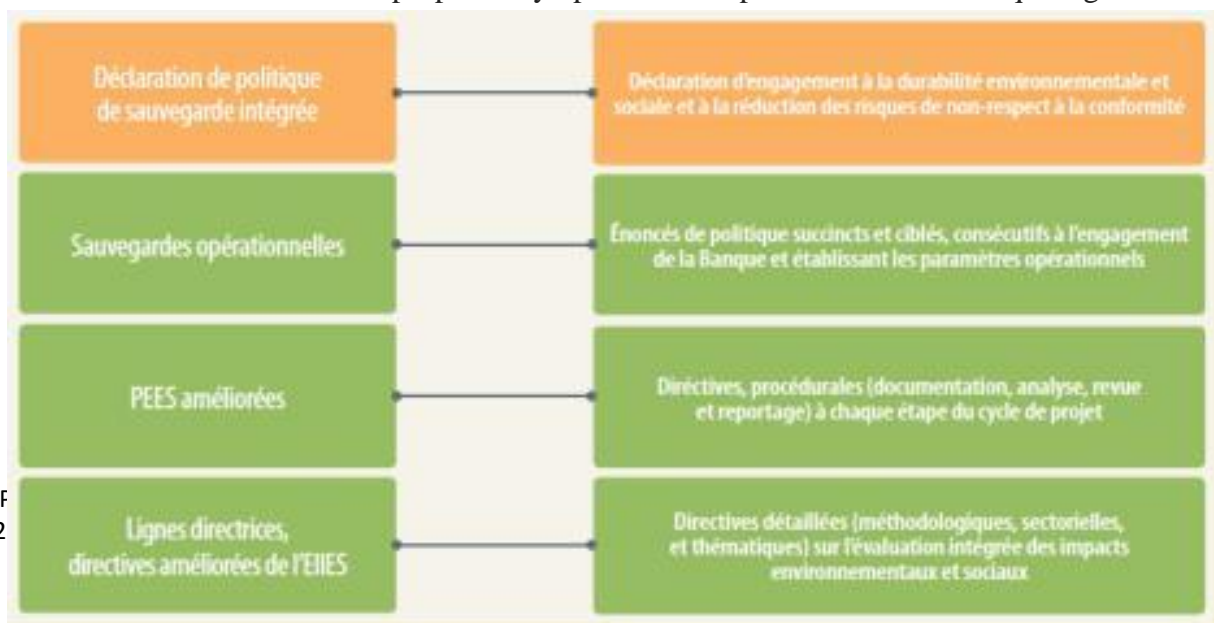 Déclaration de politique
de sauvegarde intégrée
Déclaration d'engagement à la durabilité environnementale et
sociale et à la réduction des risques de non-respect à la conformité
Sauvegardes opérationnelles
Énoncés de politique succincts et ciblés, consécutifs à l'engagement
de la Banque et établissant les paramètres opérationnels
PEES améliorées
Diréctives, procédurales (documentation, analyse, revue
et reportage) à chaque étape du cycle de projet
Lignes directrices,
directives améliorées de l'EIIES
Directives détaillées (méthodologiques, sectorielles,
et thématiques) sur l'évaluation intégrée des impacts
environnementaux et sociaux